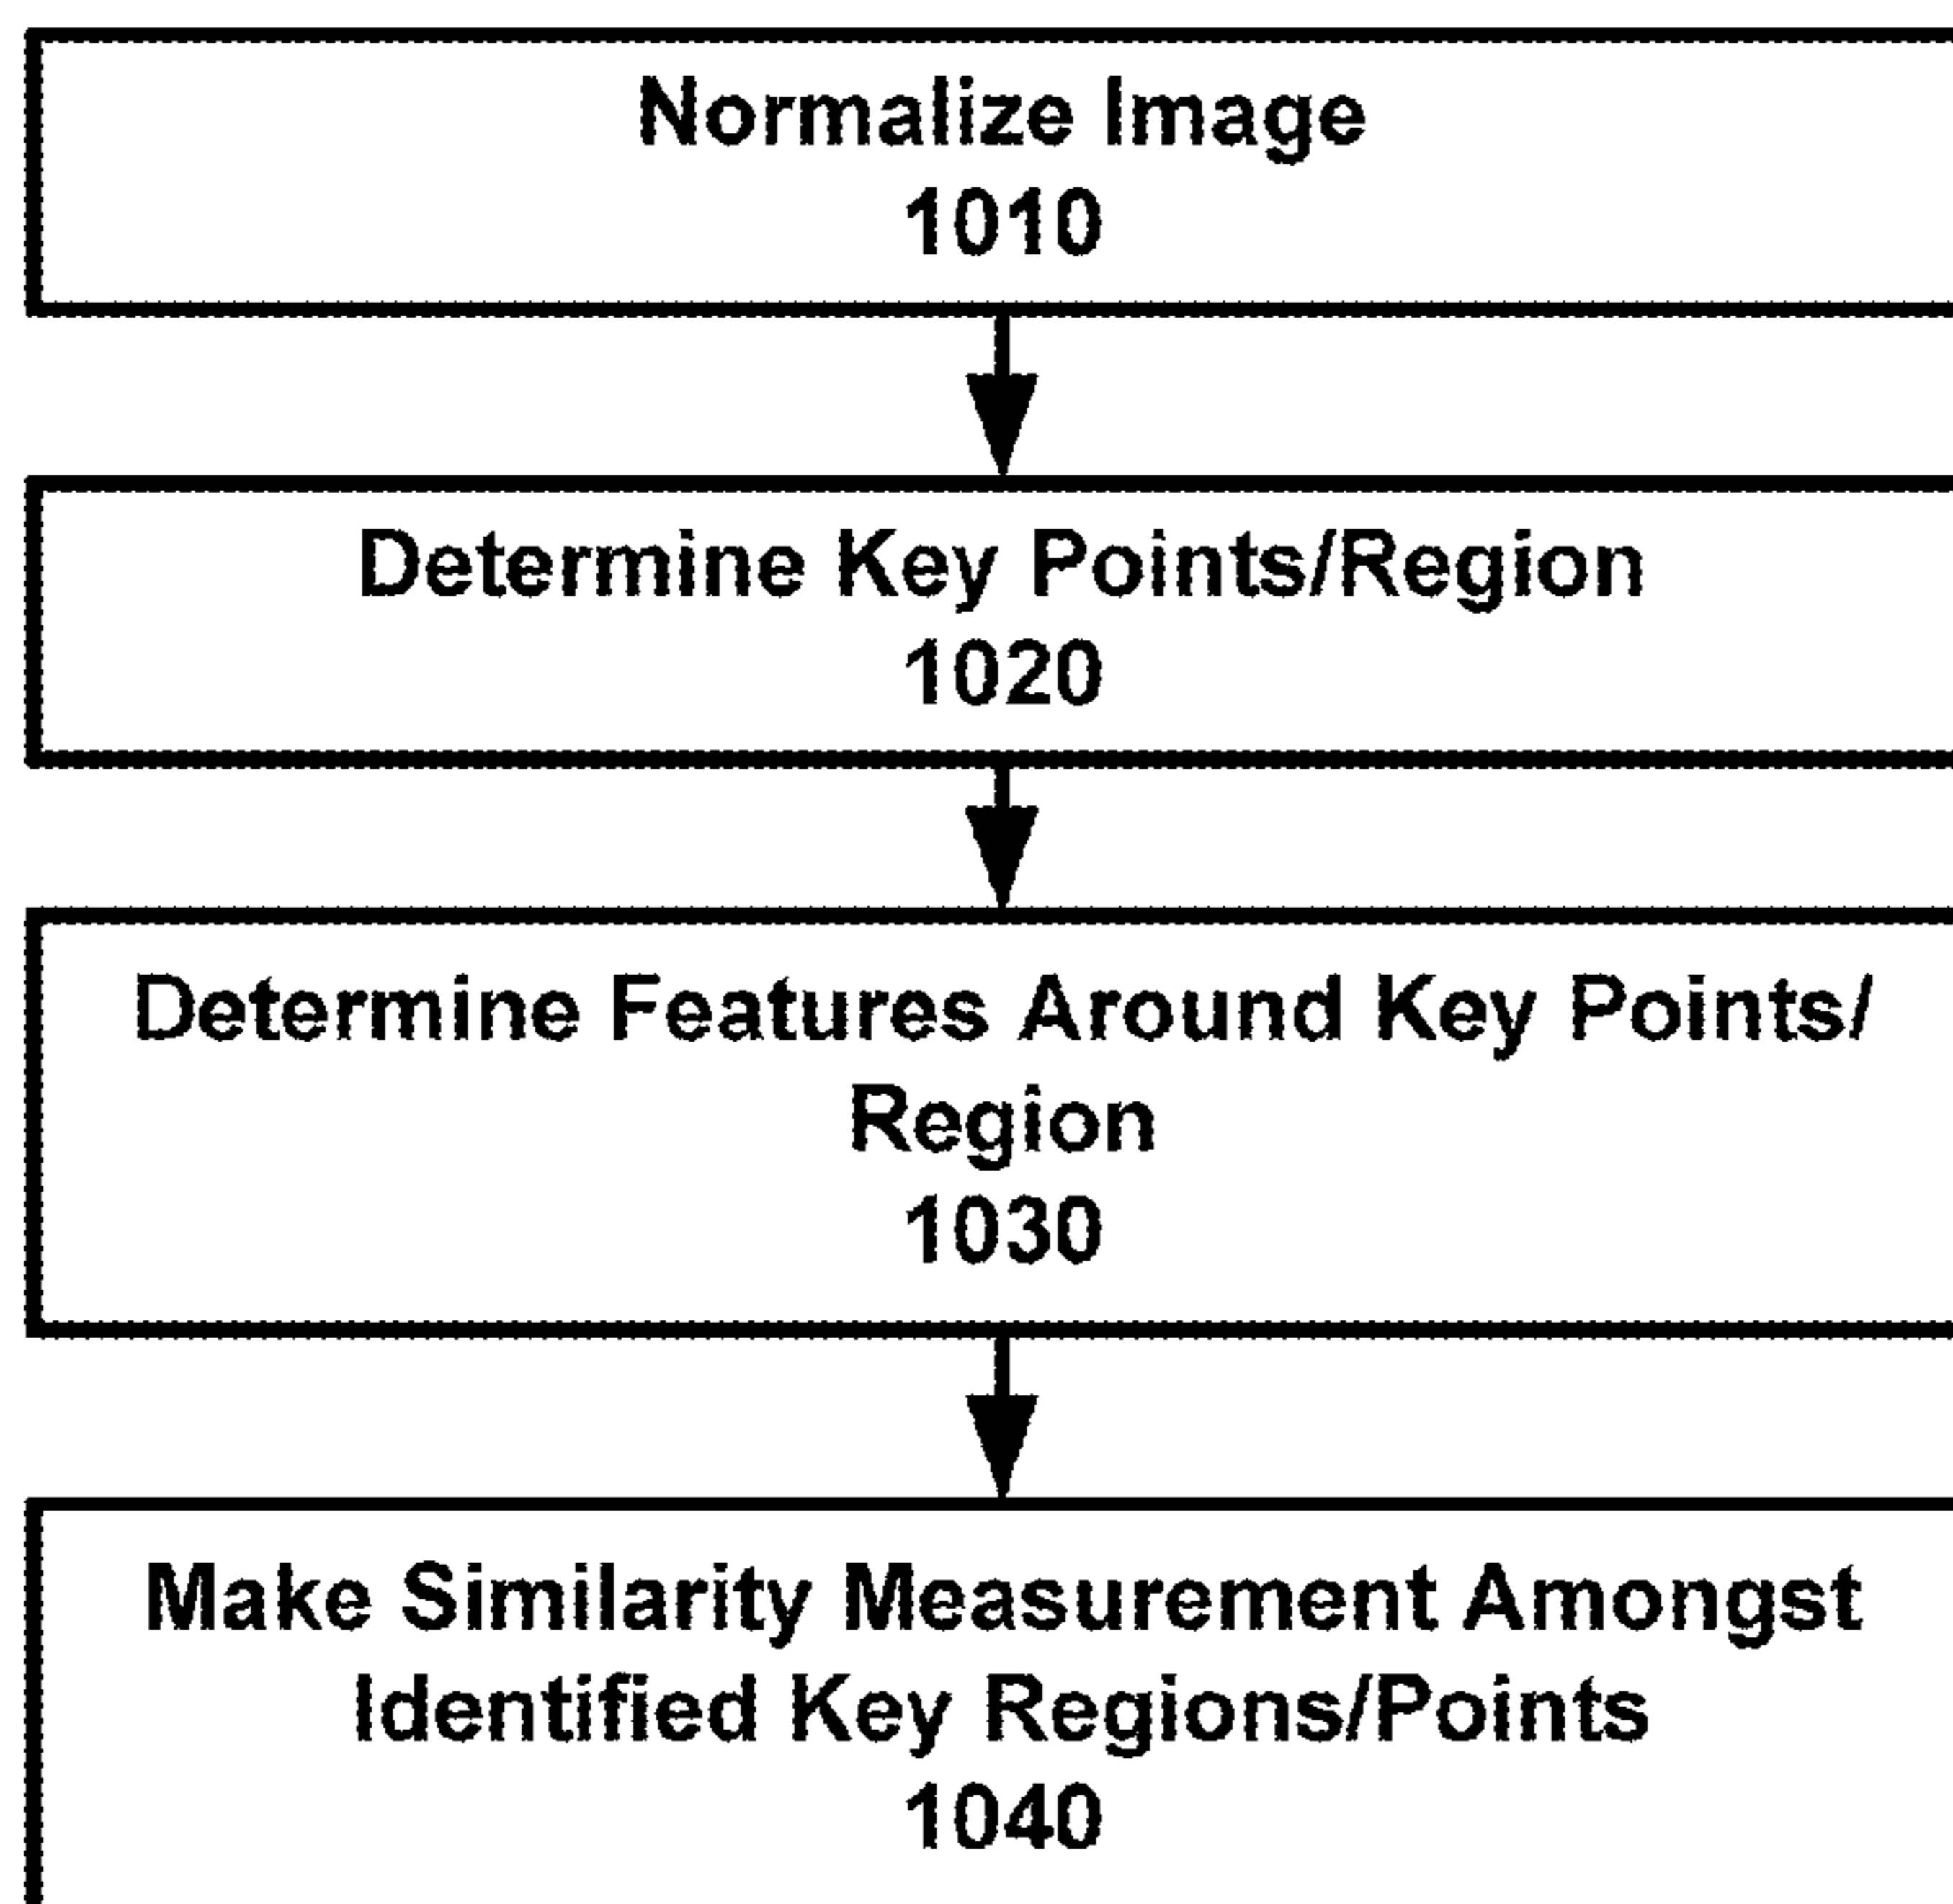 Normalize Image
1010
Determine Key Points/Region
1020
Determine Features Around Key Points/
Region
1030
Make Similarity Measurement Amongst
Identified Key Regions/Points
1040